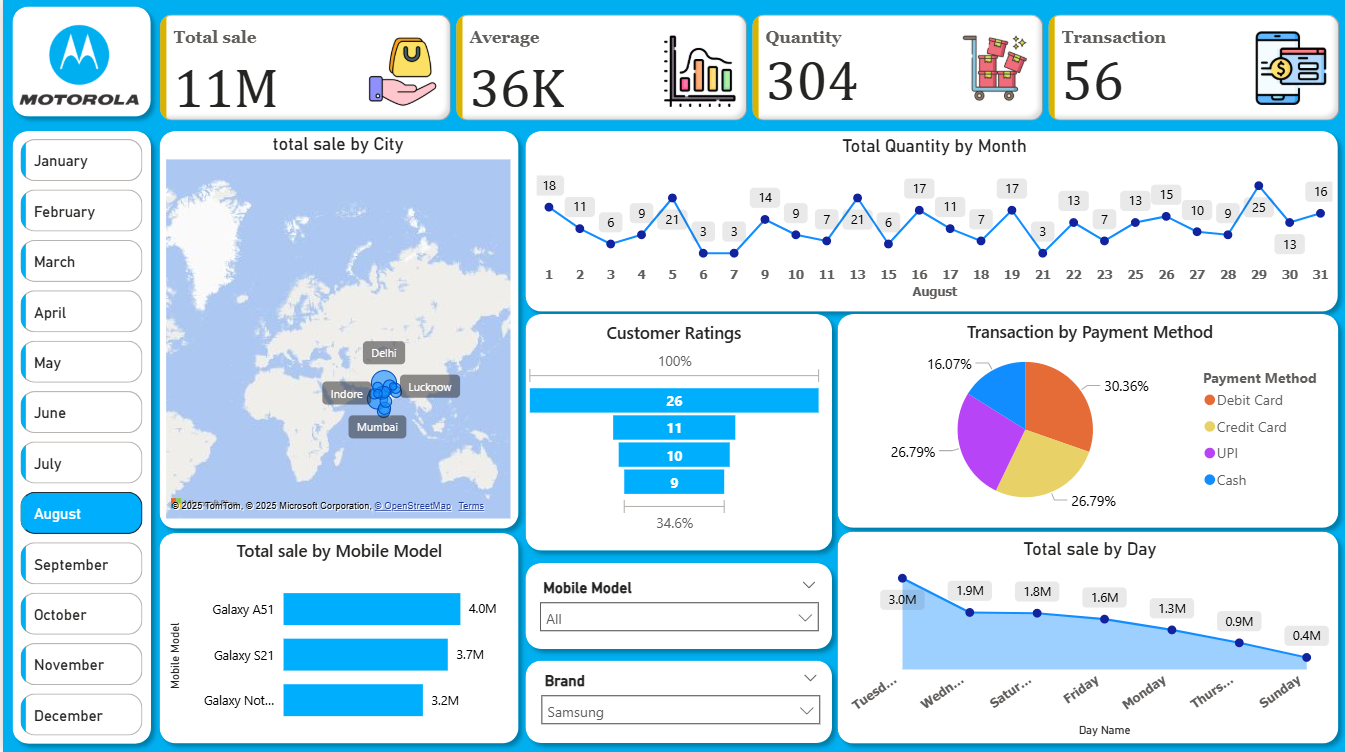 MOTOROLA
Total sale
11M
Average
36K
Quantity
304
Transaction
56
January
February
March
April
May
June
July
August
September
October
November
December
total sale by City
Delhi
Indore
Lucknow
Mumbai
© 2025 TomTom, © 2025 Microsoft Corporation, © OpenStreetMap Terms
Total Quantity by Month
18 11 6 9 21 3 3 14 9 7 21 6 17 11 7 17 3 13 7 13 15 10 9 25 13 16
1 2 3 4 5 6 7 9 10 11 13 15 16 17 18 19 21 22 23 25 26 27 28 29 30 31
August
Customer Ratings
100%
26
11
10
9
34.6%
Transaction by Payment Method
16.07%
30.36%
26.79%
26.79%
Payment Method
Debit Card
Credit Card
UPI
Cash
Total sale by Mobile Model
Mobile Model
Galaxy A51 4.0M
Galaxy S21 3.7M
Galaxy Not... 3.2M
Mobile Model
All
Brand
Samsung
Total sale by Day
3.0M 1.9M 1.8M 1.6M 1.3M 0.9M 0.4M
Tuesd... Wedn... Satur... Friday Monday Thurs... Sunday
Day Name